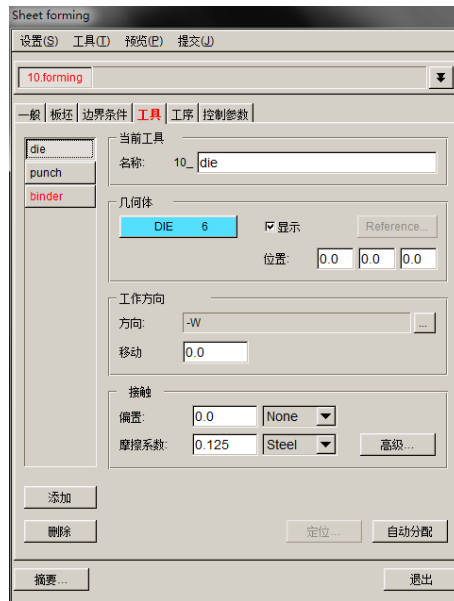 Sheet forming
设置(S) 工具(T) 预览(P) 提交(J)
10.forming
一般 板坯 边界条件 工具 工序 控制参数
die
punch
binder
当前工具
名称: 10_ die
几何体
DIE 6 显示 Reference...
位置: 0.0 0.0 0.0
工作方向
方向: -W ...
移动 0.0
接触
偏置: 0.0 None
摩擦系数: 0.125 Steel 高级...
添加
删除 定位... 自动分配
摘要... 退出